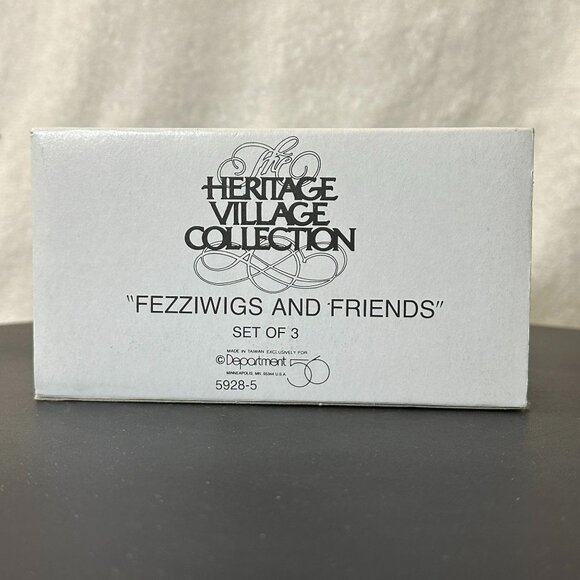 The
HERITAGE
VILLAGE
COLLECTION
"FEZZIWIGS AND FRIENDS"
SET OF 3
MADE IN TAIWAN EXCLUSIVELY FOR
© Department 56
MINNEAPOLIS, MN. 55344 U.S.A.
5928-5